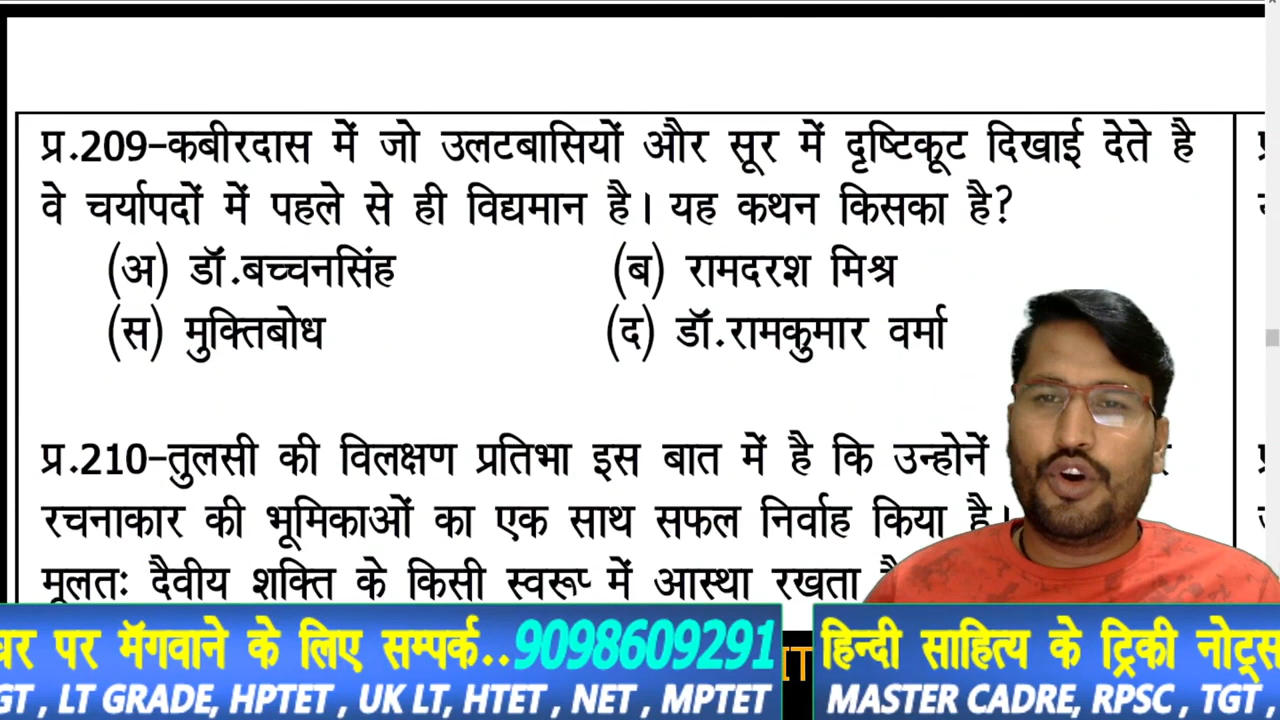 प्र.209-कबीरदास में जो उलटबासियों और सूर में दृष्टिकूट दिखाई देते है
वे चर्यापदों में पहले से ही विद्यमान है। यह कथन किसका है?
(अ) डॉ.बच्चनसिंह (ब) रामदरश मिश्र
(स) मुक्तिबोध (द) डॉ.रामकुमार वर्मा
प्र.210-तुलसी की विलक्षण प्रतिभा इस बात में है कि उन्होनें
रचनाकार की भूमिकाओं का एक साथ सफल निर्वाह किया है।
मूलतः दैवीय शक्ति के किसी स्वरूप में आस्था रखता
पर मॅगवाने के लिए सम्पर्क..9098609291 हिन्दी साहित्य के ट्रिकी नोट्स
GT , LT GRADE, HPTET , UK LT, HTET , NET , MPTET MASTER CADRE, RPSC , TGT ,